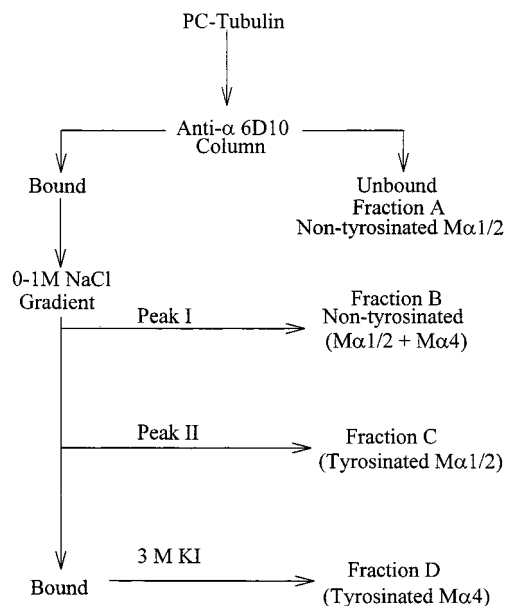 PC-Tubulin
Anti-α 6D10
Column
Bound
Unbound
Fraction A
Non-tyrosinated Mα1/2
0-1M NaCl
Gradient
Peak I
Fraction B
Non-tyrosinated
(Mα1/2 + Mα4)
Peak II
Fraction C
(Tyrosinated Mα1/2)
Bound
3 M KI
Fraction D
(Tyrosinated Mα4)